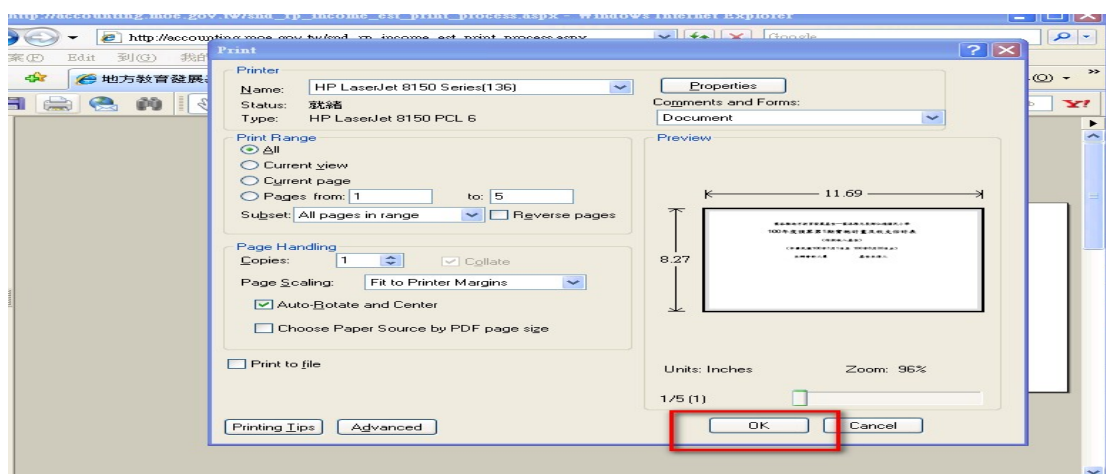 http://accounting.moe.gov.tw/snd_rp_income_est_print_process.aspx - Windows Internet Explorer
http://accounting.moe.gov.tw/snd_rp_income_est_print_process.aspx
Google
Edit
到(G)
地方教育發展
Print
Printer
Name: HP LaserJet 8150 Series(136)
Properties
Status: 就緒
Comments and Forms:
Type: HP LaserJet 8150 PCL 6
Document
Print Range
All
Current view
Current page
Pages from: 1 to: 5
Subset: All pages in range
Reverse pages
Page Handling
Copies: 1
Collate
Page Scaling: Fit to Printer Margins
Auto-Rotate and Center
Choose Paper Source by PDF page size
Print to file
Printing Tips
Advanced
Preview
11.69
8.27
Units: Inches
Zoom: 96%
1/5 (1)
OK
Cancel